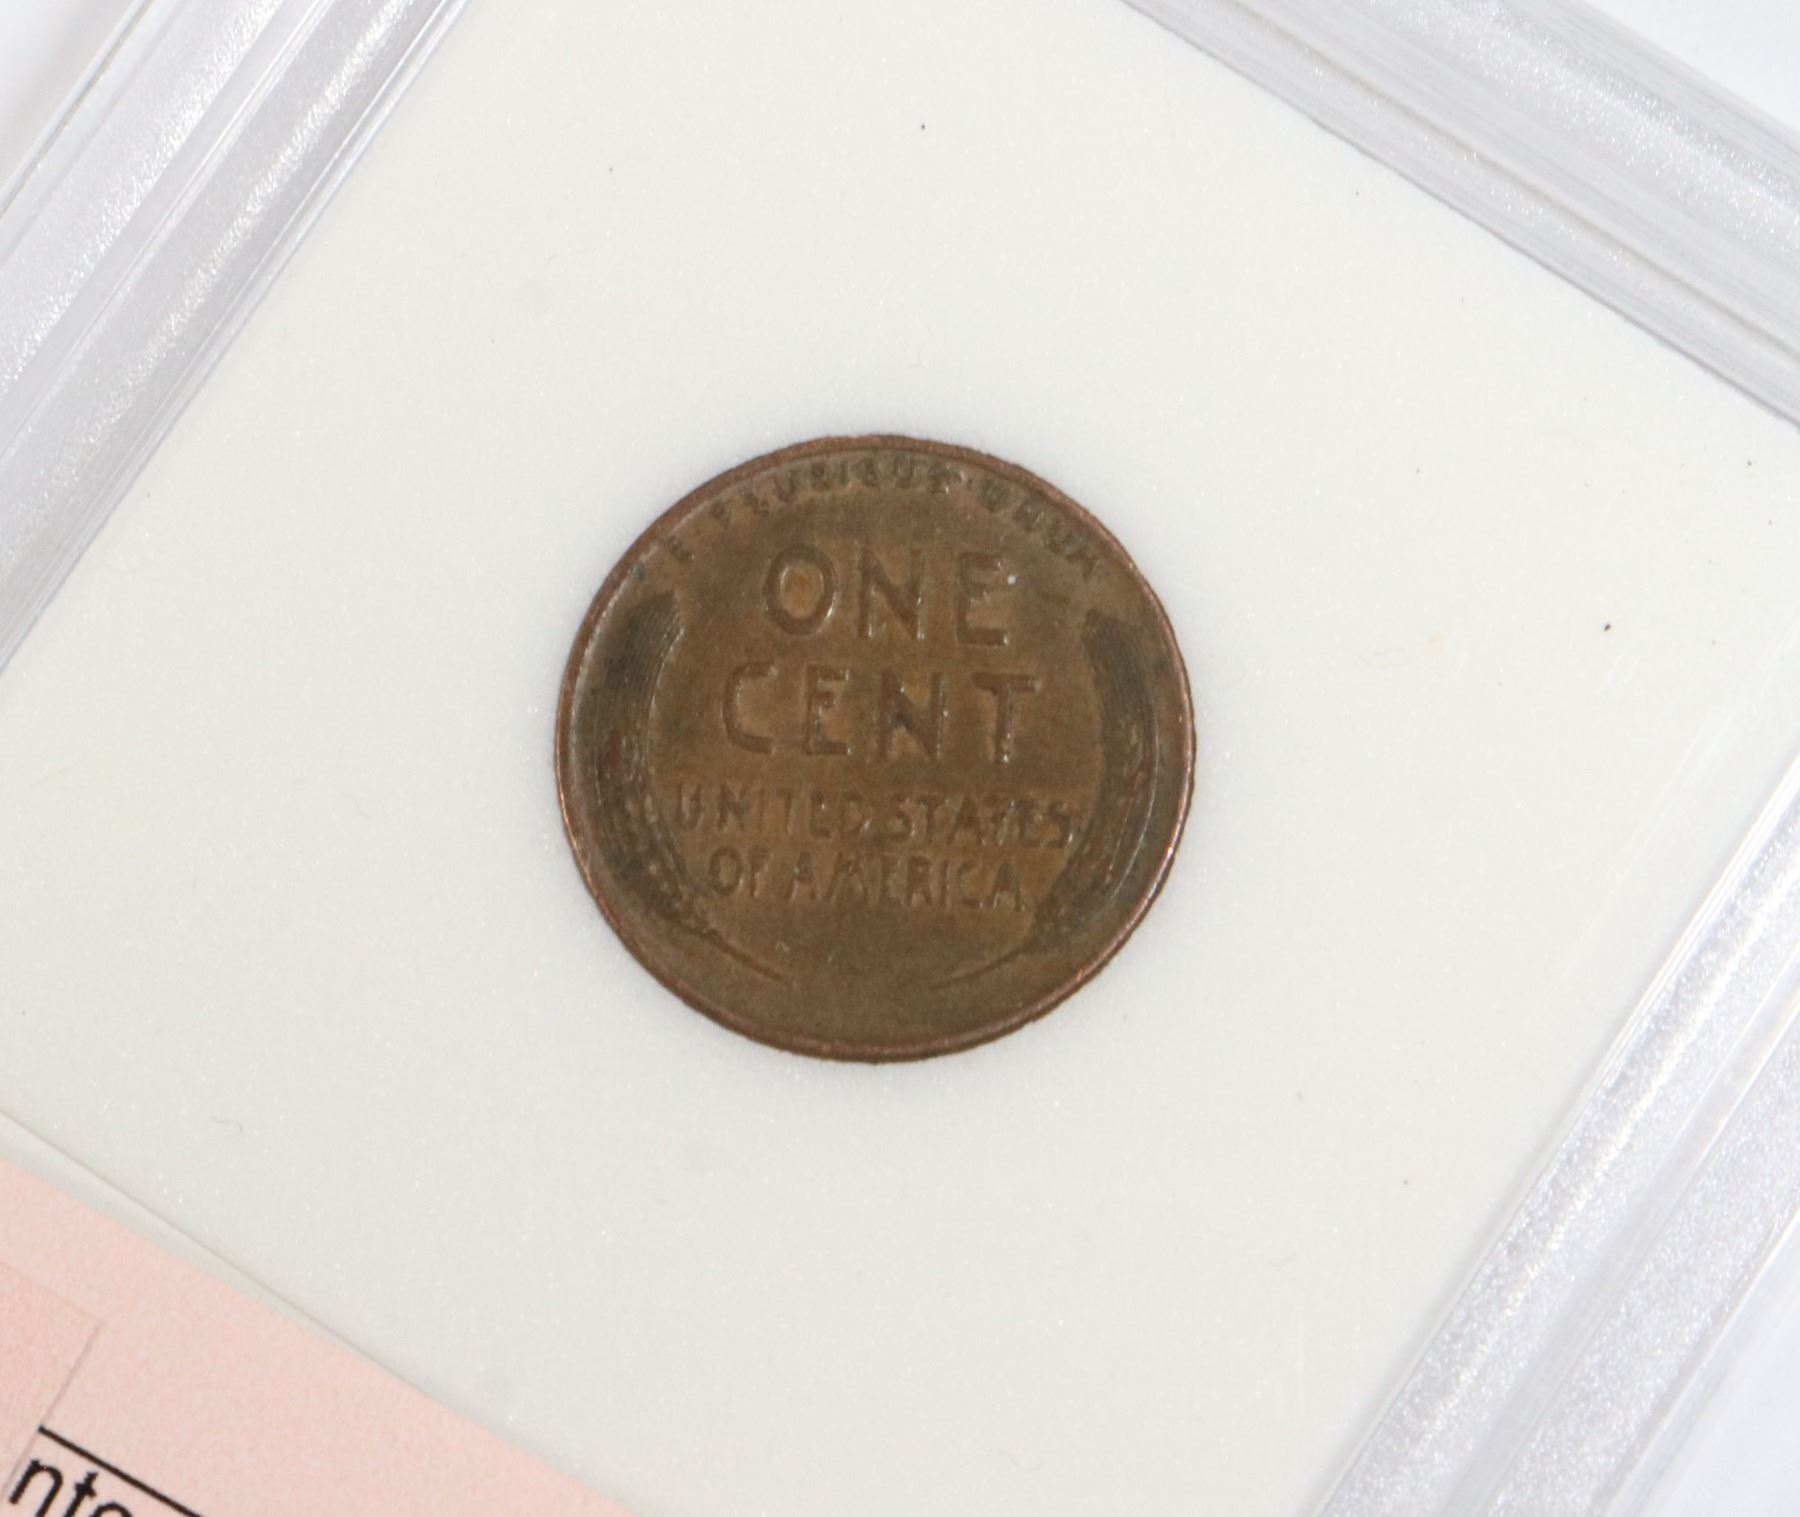 E PLURIBUS UNUM
ONE
CENT
UNITED STATES
OF AMERICA